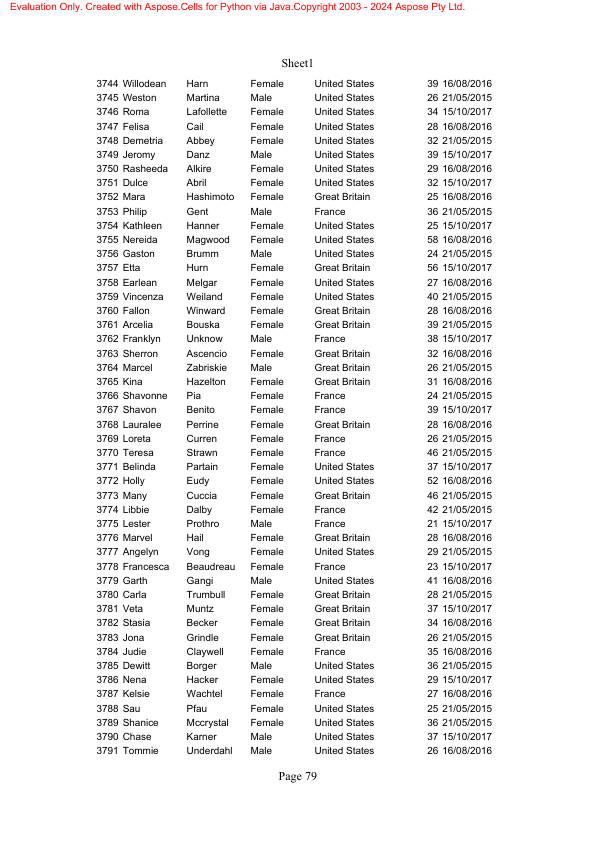 Evaluation Only. Created with Aspose.Cells for Python via Java.Copyright 2003 - 2024 Aspose Pty Ltd.
Sheet1
3744 Willodean Harn Female United States 39 16/08/2016
3745 Weston Martina Male United States 26 21/05/2015
3746 Roma Lafollette Female United States 34 15/10/2017
3747 Felisa Cail Female United States 28 16/08/2016
3748 Demetria Abbey Female United States 32 21/05/2015
3749 Jeromy Danz Male United States 39 15/10/2017
3750 Rasheeda Alkire Female United States 29 16/08/2016
3751 Dulce Abril Female United States 32 15/10/2017
3752 Mara Hashimoto Female Great Britain 25 16/08/2016
3753 Philip Gent Male France 36 21/05/2015
3754 Kathleen Hanner Female United States 25 15/10/2017
3755 Nereida Magwood Female United States 58 16/08/2016
3756 Gaston Brumm Male United States 24 21/05/2015
3757 Etta Hurn Female Great Britain 56 15/10/2017
3758 Earlean Melgar Female United States 27 16/08/2016
3759 Vincenza Weiland Female United States 40 21/05/2015
3760 Fallon Winward Female Great Britain 28 16/08/2016
3761 Arcelia Bouska Female Great Britain 39 21/05/2015
3762 Franklyn Unknow Male France 38 15/10/2017
3763 Sherron Ascencio Female Great Britain 32 16/08/2016
3764 Marcel Zabriskie Male Great Britain 26 21/05/2015
3765 Kina Hazelton Female Great Britain 31 16/08/2016
3766 Shavonne Pia Female France 24 21/05/2015
3767 Shavon Benito Female France 39 15/10/2017
3768 Lauralee Perrine Female Great Britain 28 16/08/2016
3769 Loreta Curren Female France 26 21/05/2015
3770 Teresa Strawn Female France 46 21/05/2015
3771 Belinda Partain Female United States 37 15/10/2017
3772 Holly Eudy Female United States 52 16/08/2016
3773 Many Cuccia Female Great Britain 46 21/05/2015
3774 Libbie Dalby Female France 42 21/05/2015
3775 Lester Prothro Male France 21 15/10/2017
3776 Marvel Hail Female Great Britain 28 16/08/2016
3777 Angelyn Vong Female United States 29 21/05/2015
3778 Francesca Beaudreau Female France 23 15/10/2017
3779 Garth Gangi Male United States 41 16/08/2016
3780 Carla Trumbull Female Great Britain 28 21/05/2015
3781 Veta Muntz Female Great Britain 37 15/10/2017
3782 Stasia Becker Female Great Britain 34 16/08/2016
3783 Jona Grindle Female Great Britain 26 21/05/2015
3784 Judie Claywell Female France 35 16/08/2016
3785 Dewitt Borger Male United States 36 21/05/2015
3786 Nena Hacker Female United States 29 15/10/2017
3787 Kelsie Wachtel Female France 27 16/08/2016
3788 Sau Pfau Female United States 25 21/05/2015
3789 Shanice Mccrystal Female United States 36 21/05/2015
3790 Chase Karner Male United States 37 15/10/2017
3791 Tommie Underdahl Male United States 26 16/08/2016
Page 79